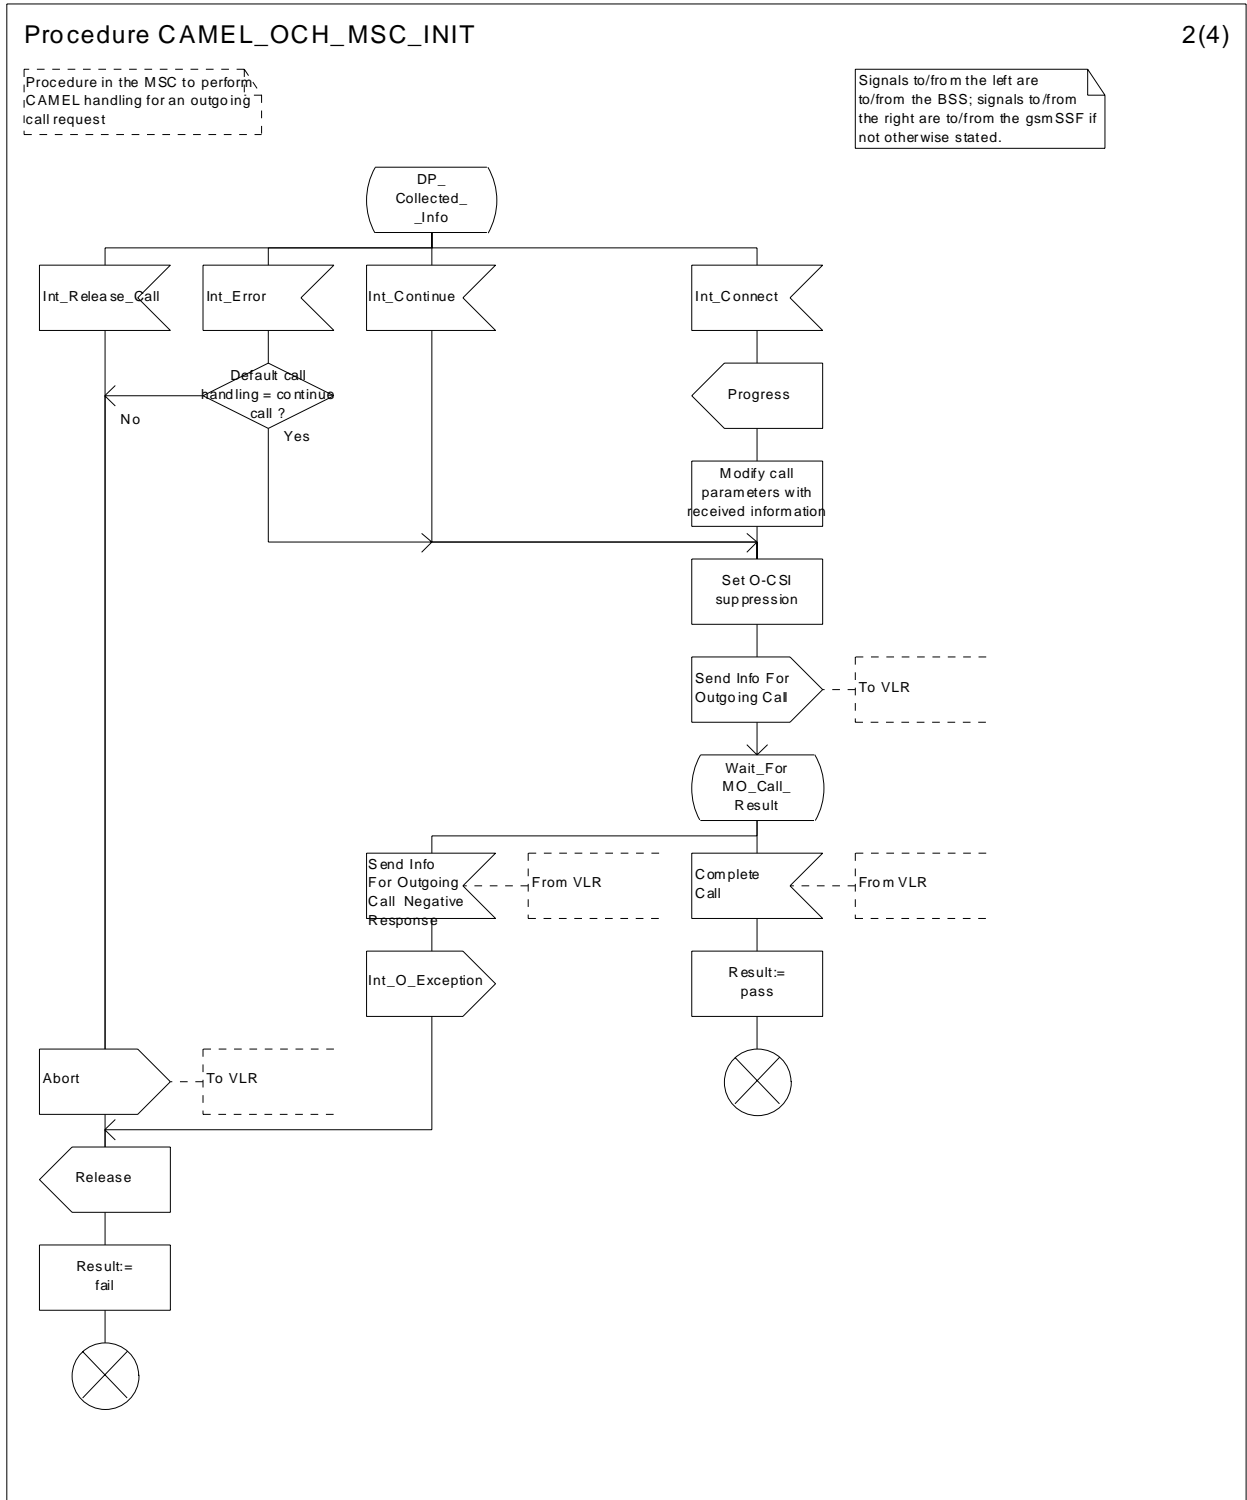 Procedure CAMEL_OCH_MSC_INIT
2(4)
Procedure in the MSC to perform
CAMEL handling for an outgoing
call request
Signals to/from the left are
to/from the BSS; signals to/from
the right are to/from the gsmSSF if
not otherwise stated.
DP_
Collected_
_Info
Int_Release_Call
Int_Error
Int_Continue
Int_Connect
Default call
handling = continue
call ?
No
Yes
Progress
Modify call
parameters with
received information
Set O-CSI
suppression
Send Info For
Outgoing Call
To VLR
Wait_For
MO_Call_
Result
Send Info
For Outgoing
Call Negative
Response
From VLR
Complete
Call
From VLR
Int_O_Exception
Result:=
pass
Abort
To VLR
Release
Result:=
fail